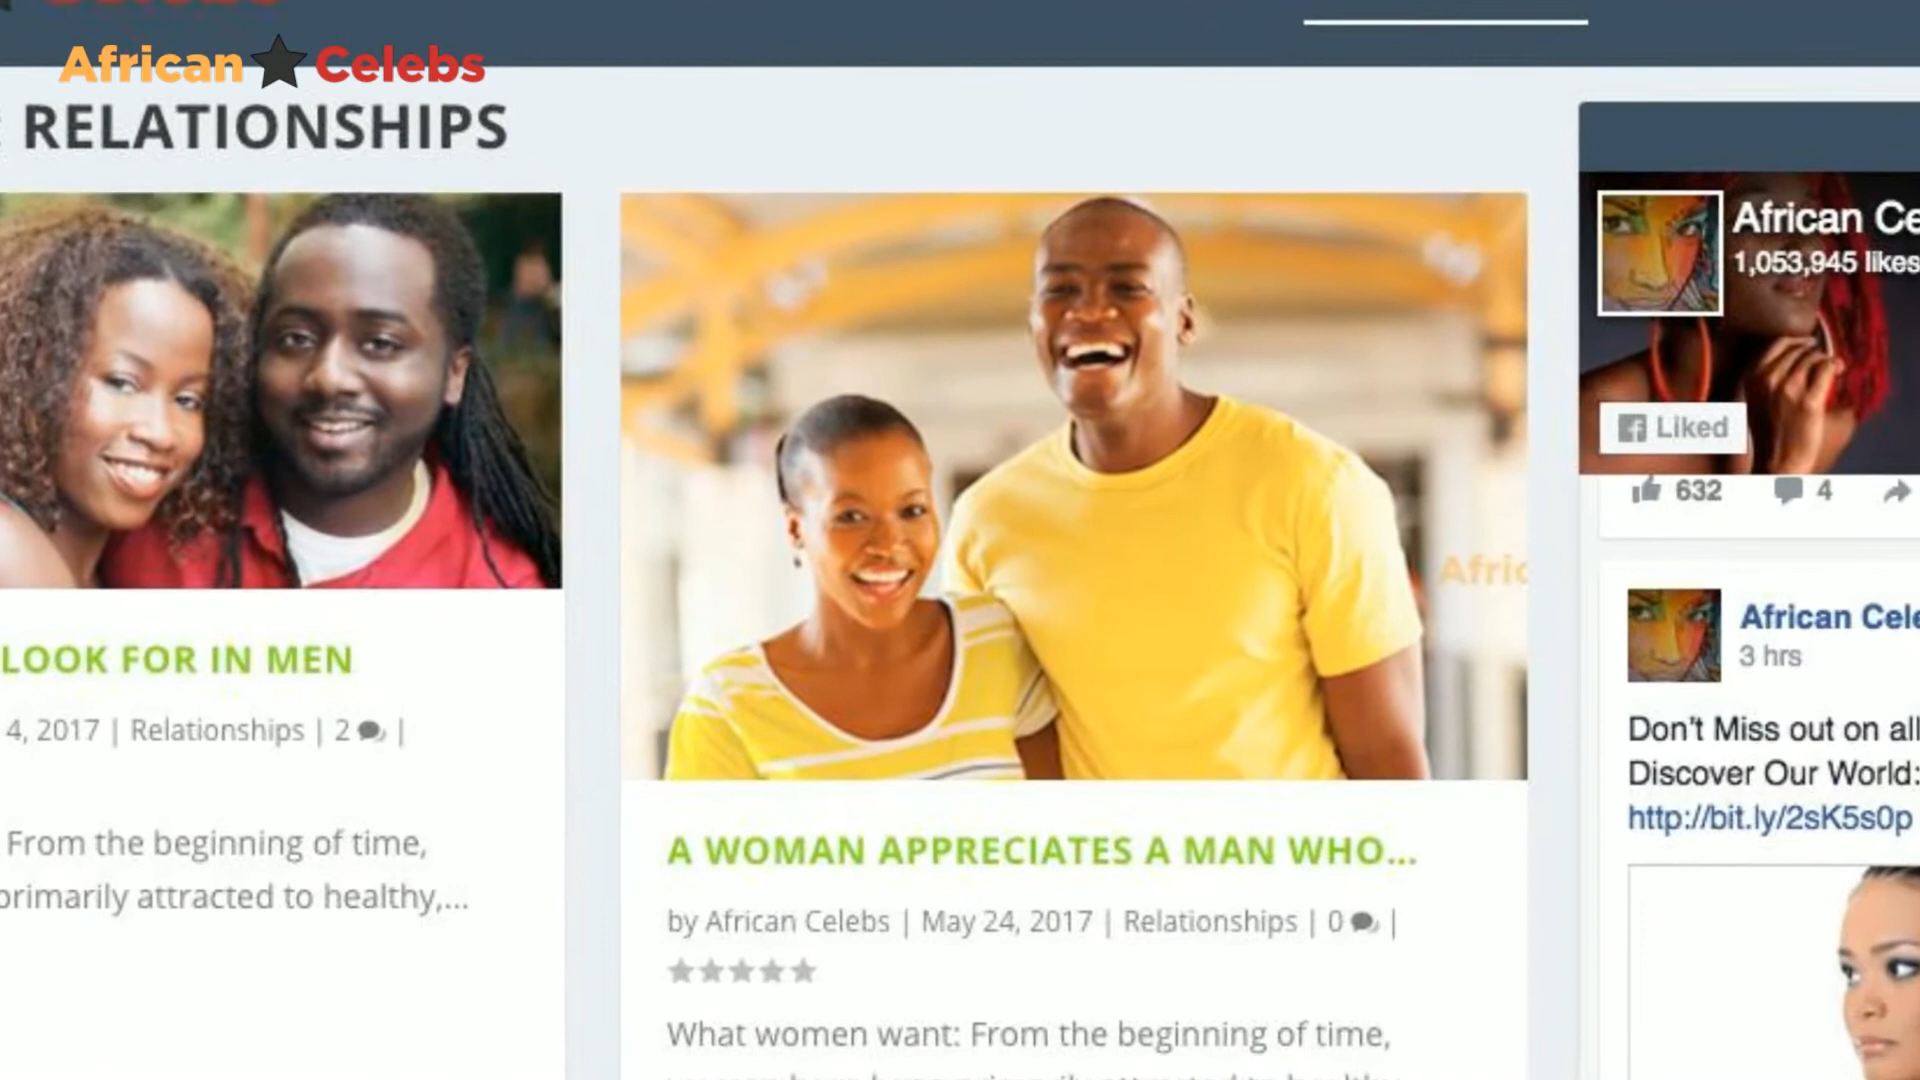 African Celebs
RELATIONSHIPS
LOOK FOR IN MEN
4, 2017 | Relationships | 2 |
From the beginning of time,
primarily attracted to healthy,...
Afric
A WOMAN APPRECIATES A MAN WHO...
by African Celebs | May 24, 2017 | Relationships | 0 |
What women want: From the beginning of time,
African Ce
1,053,945 likes
Liked
632 4
African Cele
3 hrs
Don't Miss out on all
Discover Our World:
http://bit.ly/2sK5s0p